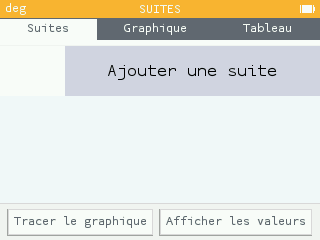 deg SUITES
Suites Graphique Tableau
Ajouter une suite
Tracer le graphique Afficher les valeurs